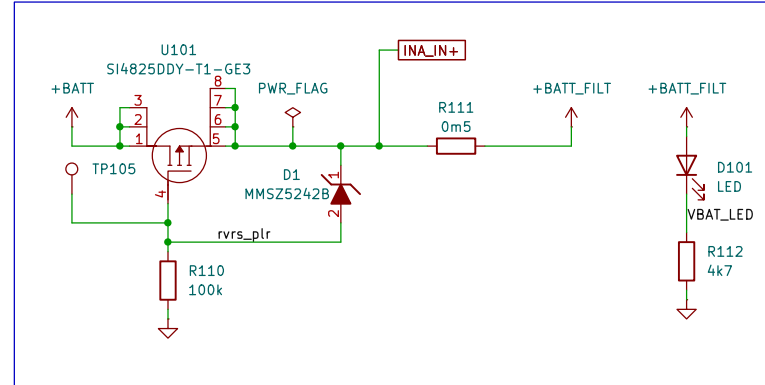 U101
SI4825DDY-T1-GE3
+BATT
3
2
1
8
7
6
5
4
TP105
PWR_FLAG
INA_IN+
R111
0m5
+BATT_FILT
+BATT_FILT
D1
MMSZ5242B
1
2
rvrs_plr
R110
100k
D101
LED
VBAT_LED
R112
4k7